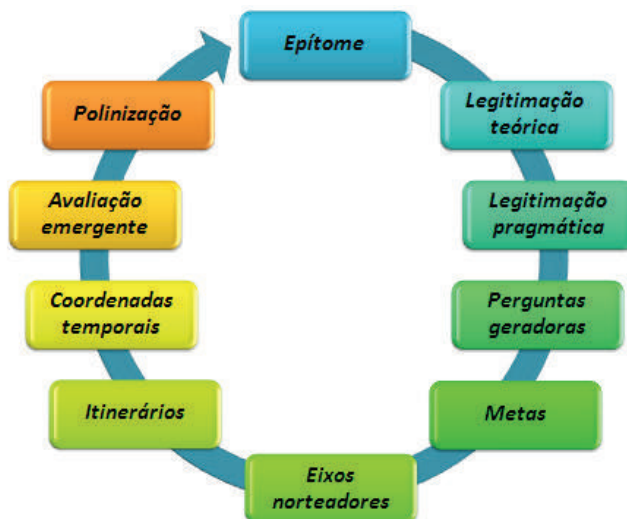 Epítome
Legitimação
teórica
Legitimação
pragmática
Perguntas
geradoras
Metas
Eixos
norteadores
Itinerários
Coordenadas
temporais
Avaliação
emergente
Polinização